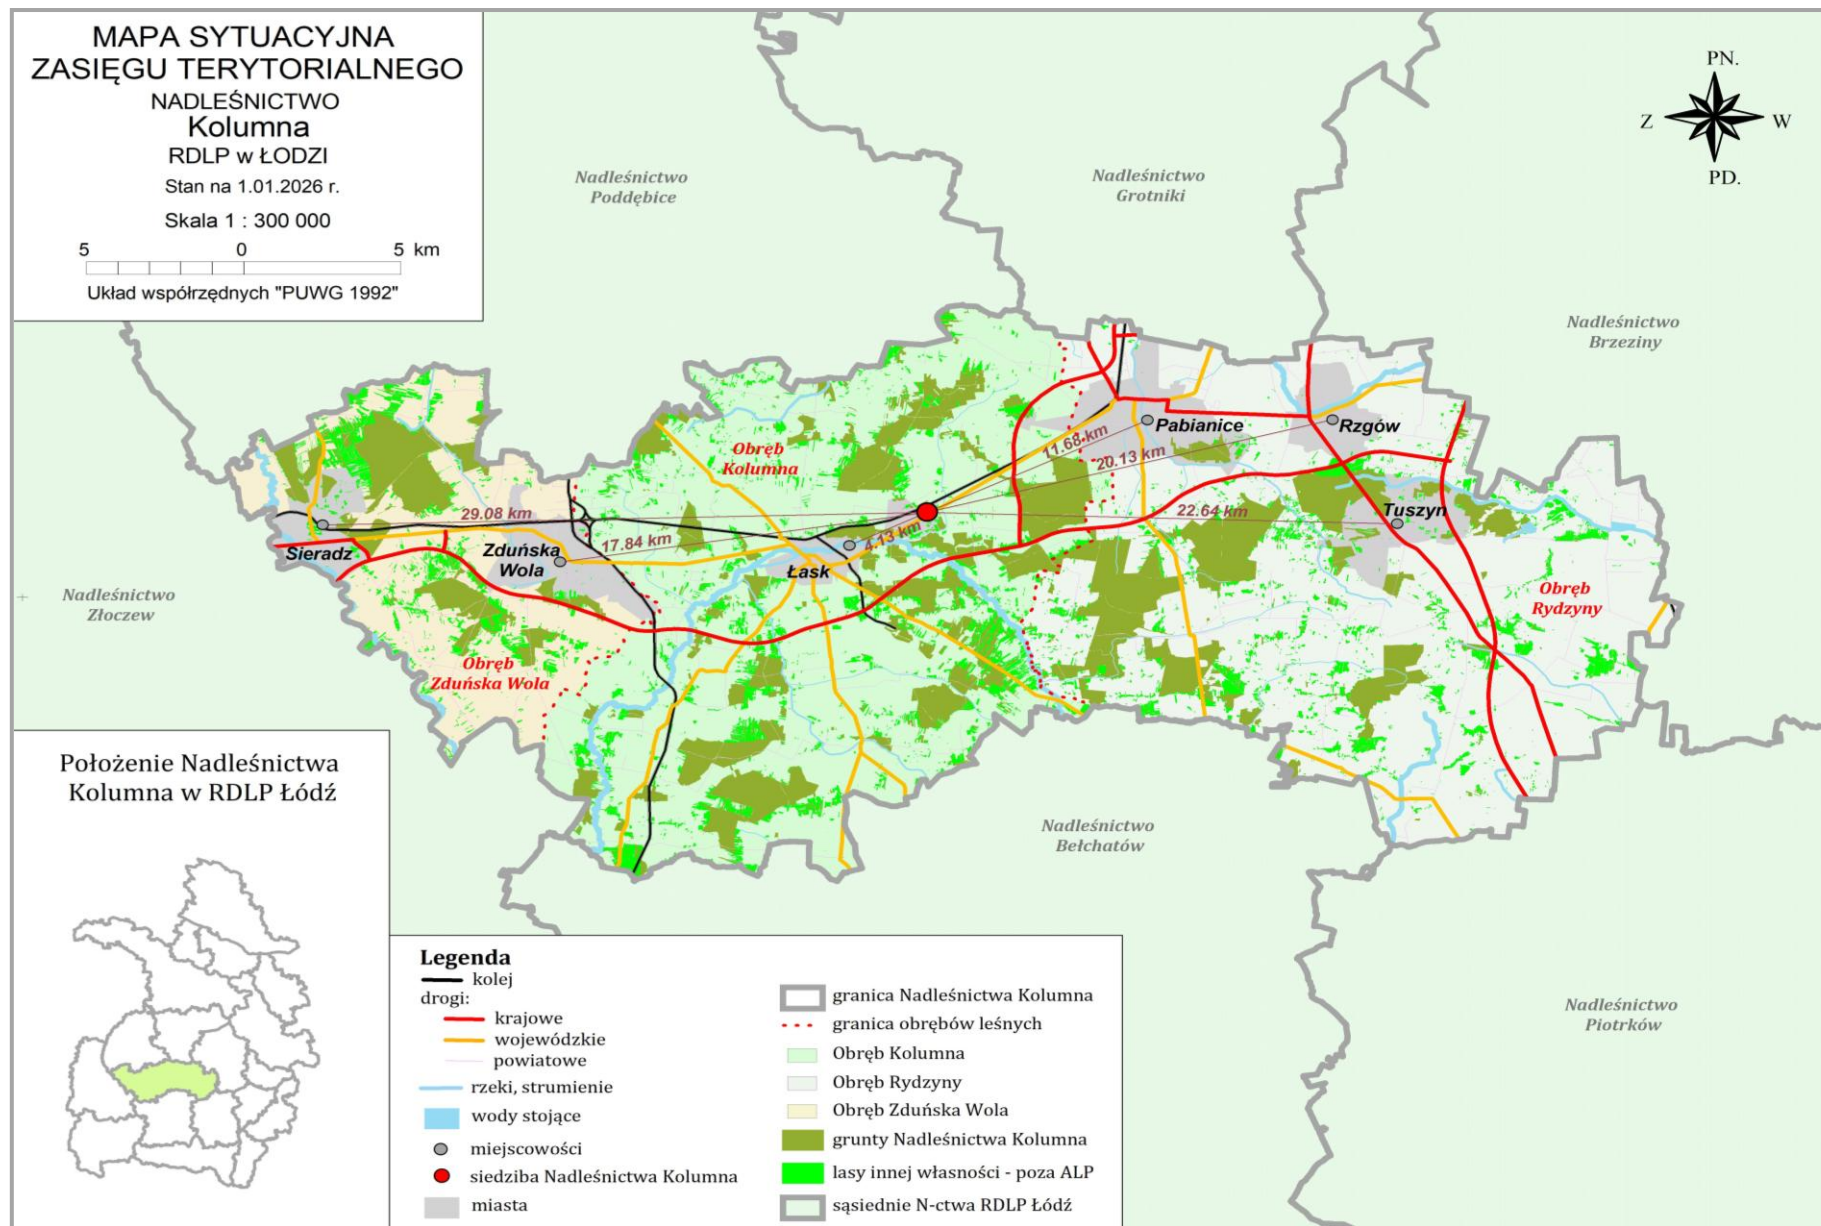 MAPA SYTUACYJNA
ZASIĘGU TERYTORIALNEGO
NADLEŚNICTWO
Kolumna
RDLP w ŁODZI
Stan na 1.01.2026 r.
Skala 1 : 300 000
5 0 5 km
Układ współrzędnych "PUWG 1992"
PN.
Z W
PD.
Nadleśnictwo
Poddębice
Nadleśnictwo
Grotniki
Nadleśnictwo
Brzeziny
Obręb
Kolumna
Pabianice
Rzgów
11.68 km
20.13 km
29.08 km
22.64 km
Tuszyn
17.84 km
4.13 km
Sieradz
Zduńska
Wola
Łask
Nadleśnictwo
Złoczew
Obręb
Rydzyny
Obręb
Zduńska Wola
Nadleśnictwo
Bełchatów
Nadleśnictwo
Piotrków
Położenie Nadleśnictwa
Kolumna w RDLP Łódź
Legenda
kolej
drogi:
krajowe
wojewódzkie
powiatowe
rzeki, strumienie
wody stojące
miejscowości
siedziba Nadleśnictwa Kolumna
miasta
granica Nadleśnictwa Kolumna
granica obrębów leśnych
Obręb Kolumna
Obręb Rydzyny
Obręb Zduńska Wola
grunty Nadleśnictwa Kolumna
lasy innej własności - poza ALP
sąsiednie N-ctwa RDLP Łódź